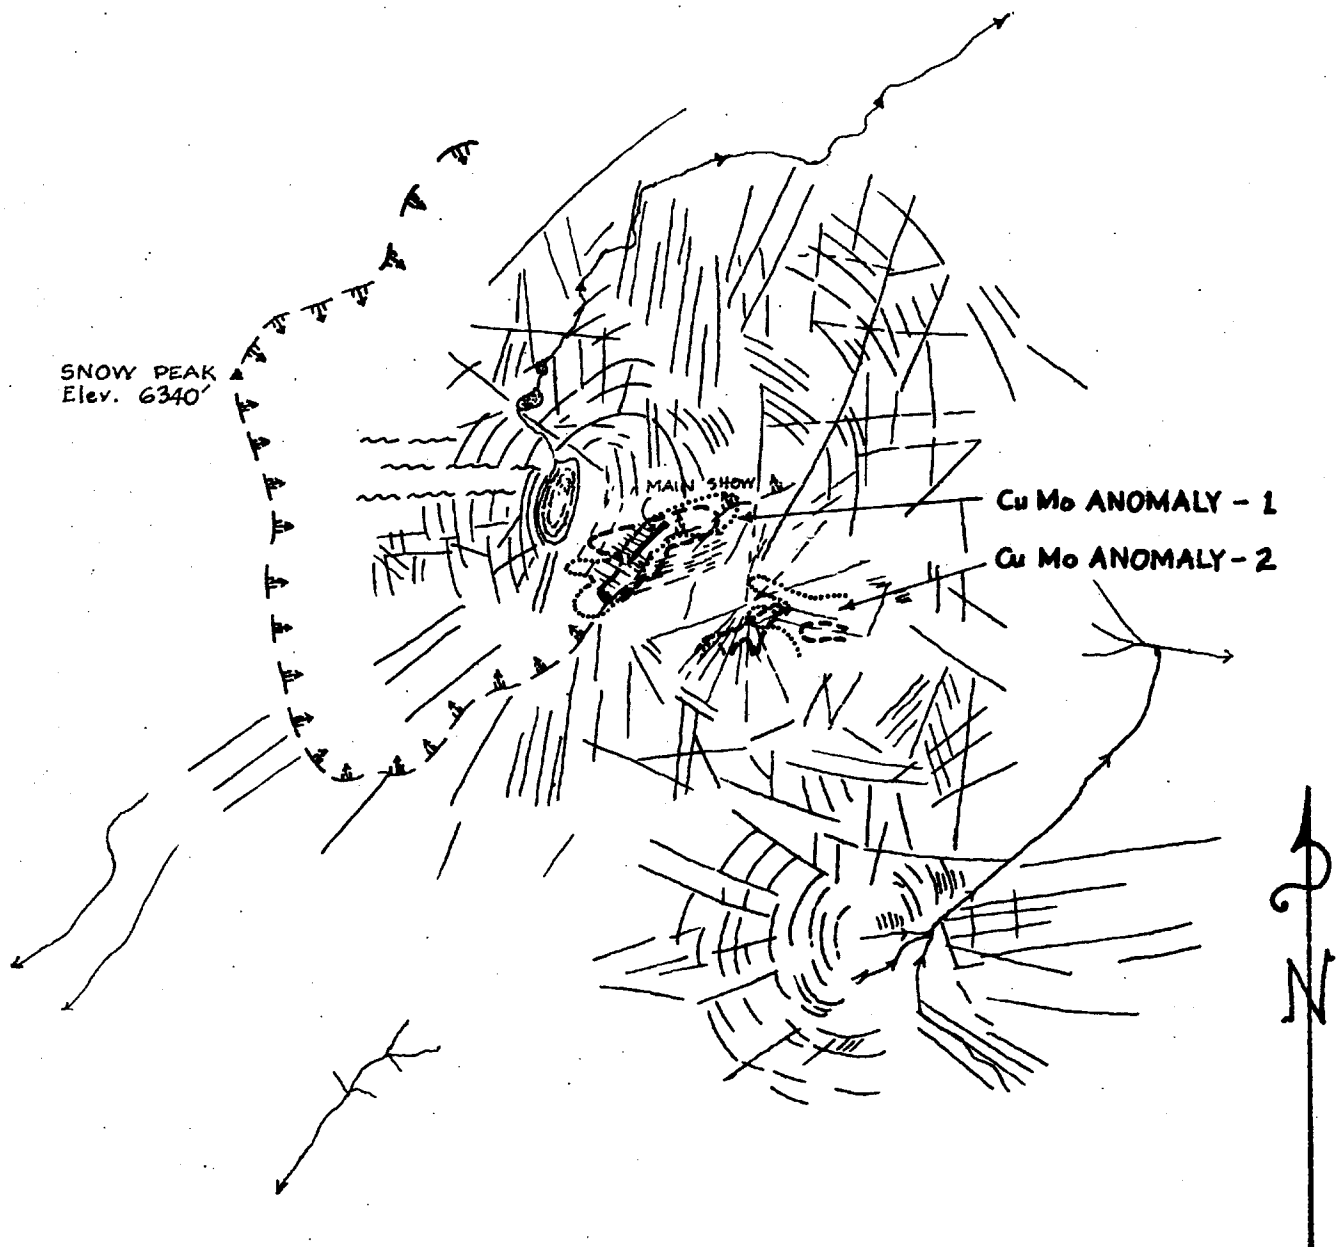 SNOW PEAK
Elev. 6340'
MAIN SHOW
Cu Mo ANOMALY - 1
Cu Mo ANOMALY - 2
N